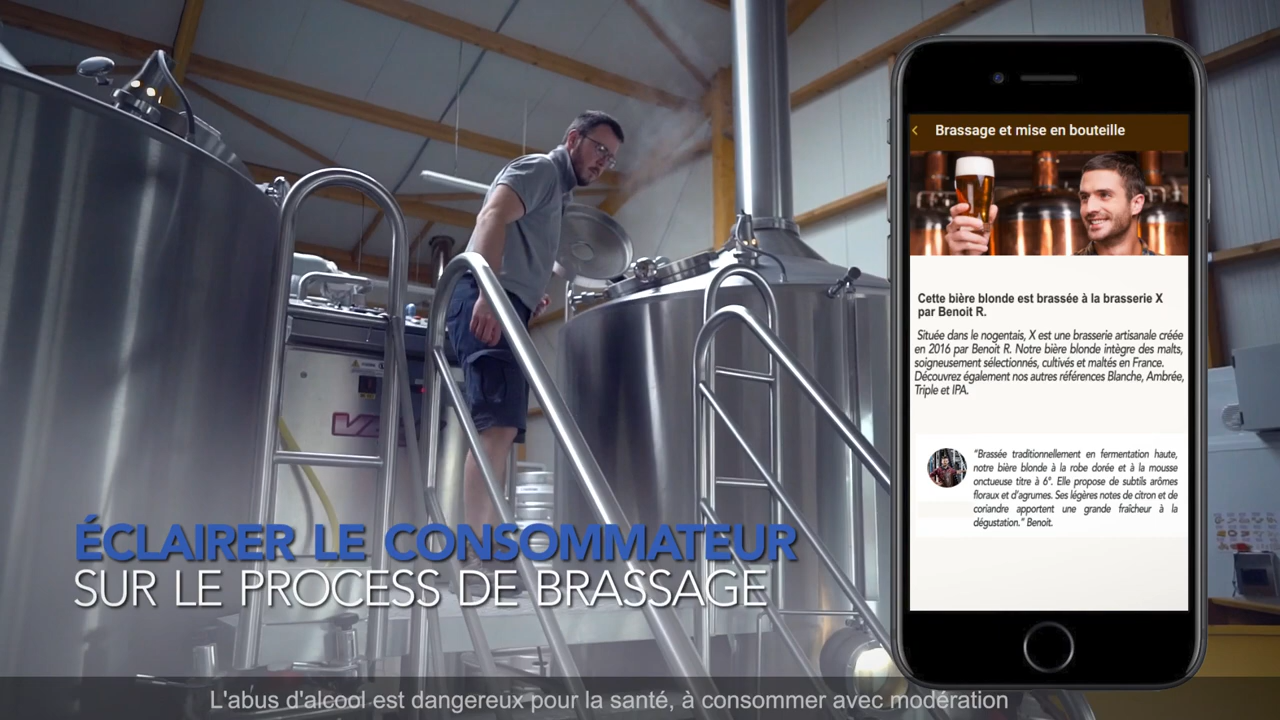 Brassage et mise en bouteille
Cette bière blonde est brassée à la brasserie X
par Benoit R.
Située dans le nogentais, X est une brasserie artisanale créée
en 2016 par Benoit R. Notre bière blonde intègre des malts,
soigneusement sélectionnés, cultivés et maltés en France.
Découvrez également nos autres références Blanche, Ambrée,
Triple et IPA.
"Brassée traditionnellement en fermentation haute,
notre bière blonde à la robe dorée et à la mousse
onctueuse titre à 6°. Elle propose de subtils arômes
floraux et d'agrumes. Ses légères notes de citron et de
coriandre apportent une grande fraîcheur à la
dégustation." Benoit.
ÉCLAIRER LE CONSOMMATEUR
SUR LE PROCESS DE BRASSAGE
L'abus d'alcool est dangereux pour la santé, à consommer avec modération